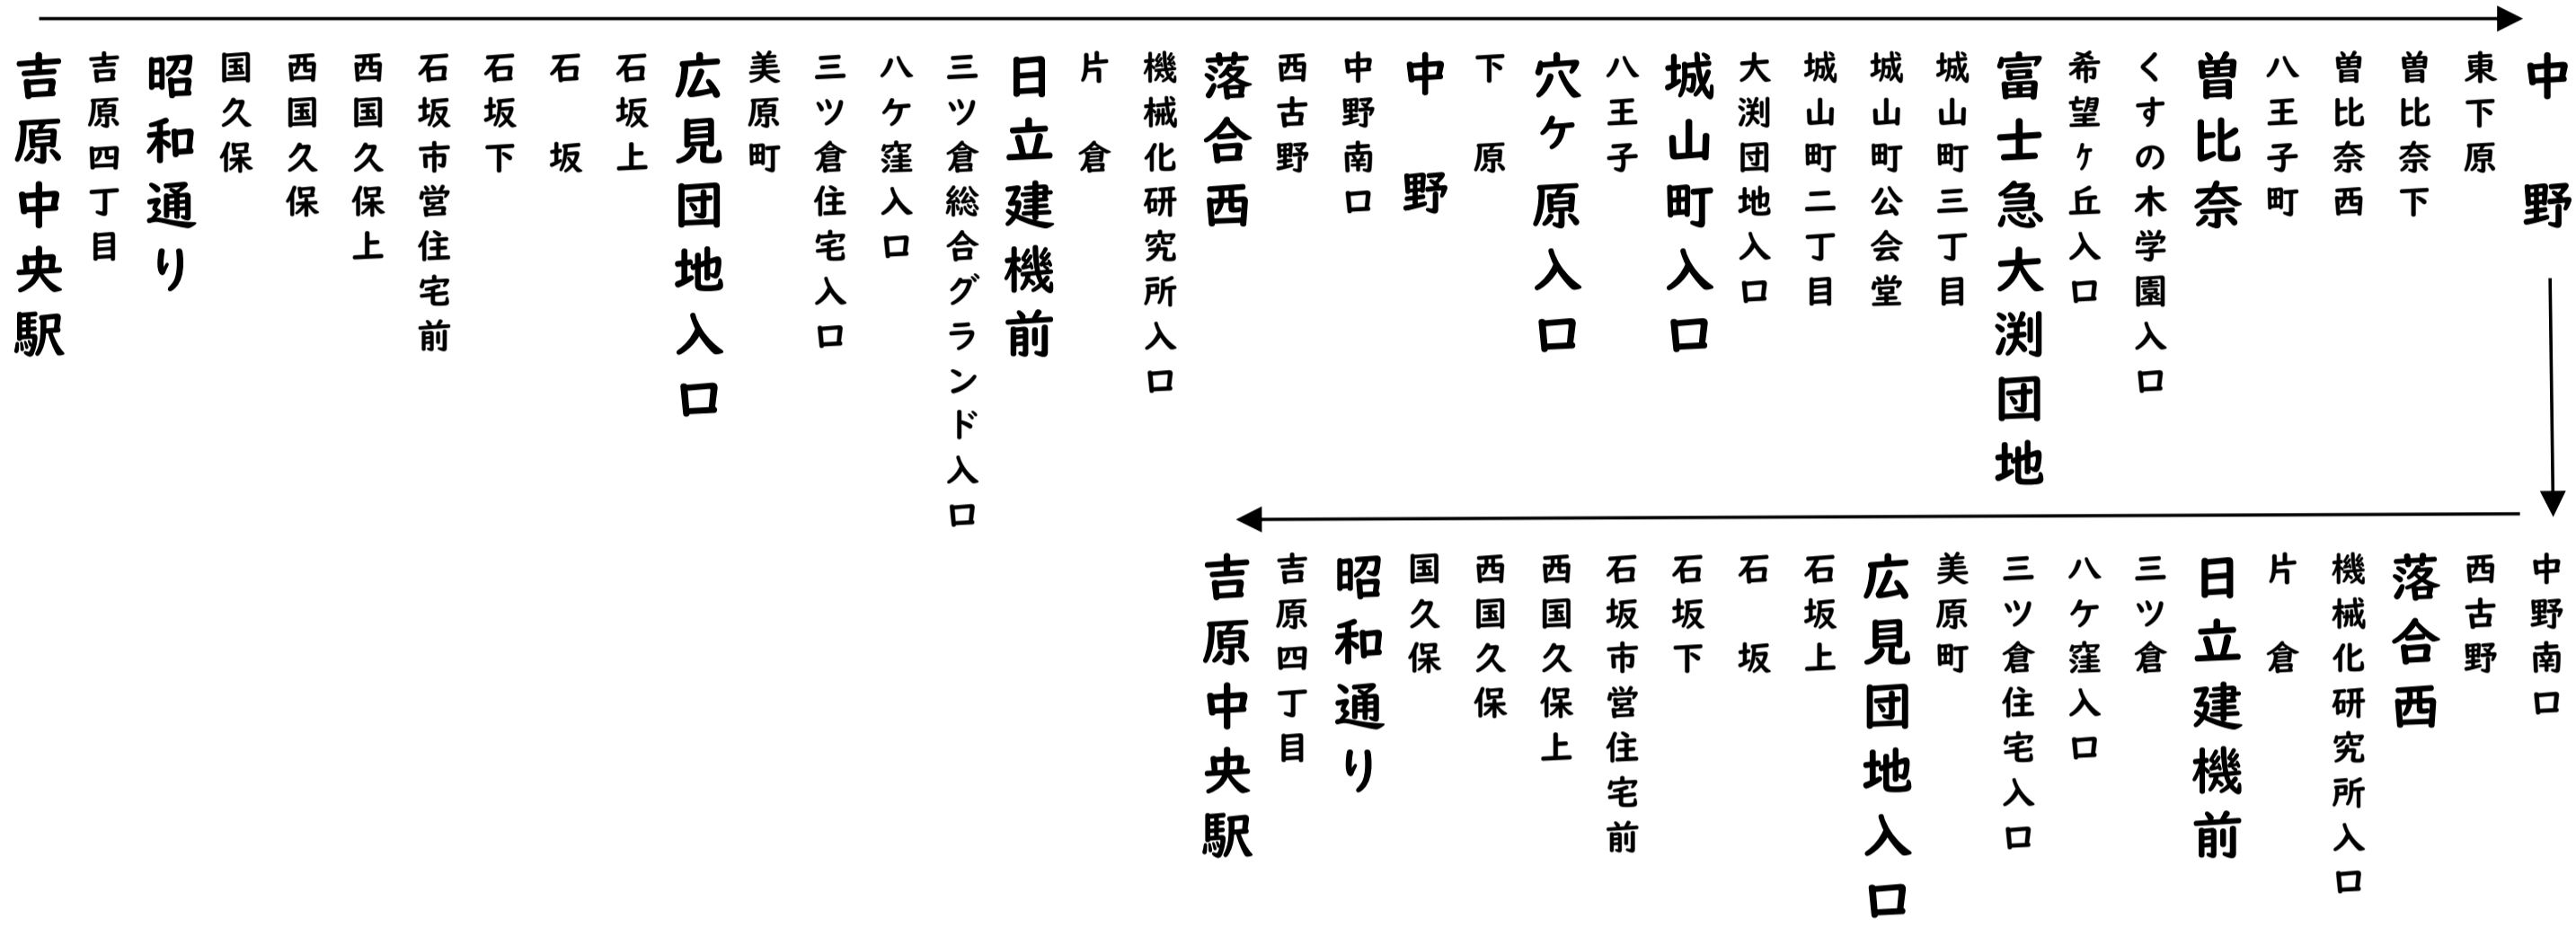 吉原中央駅
吉原四丁目
昭和通り
国久保
西国久保
西国久保上
石坂市営住宅前
石坂下
石坂
石坂上
広見団地入口
美原町
三ツ倉住宅入口
八ケ窪入口
三ツ倉総合グランド入口
日立建機前
片倉
機械化研究所入口
落合西
西古野
中野南口
中野
下原
穴ケ原入口
八王子
城山町入口
大渕団地入口
城山町二丁目
城山町公会堂
城山町三丁目
富士急大渕団地
希望ヶ丘入口
くすの木学園入口
曽比奈
八王子町
曽比奈西
曽比奈下
東下原
中野
中野南口
西古野
落合西
機械化研究所入口
片倉
日立建機前
三ツ倉
八ケ窪入口
三ツ倉住宅入口
美原町
広見団地入口
石坂上
石坂
石坂下
石坂市営住宅前
西国久保上
西国久保
国久保
昭和通り
吉原四丁目
吉原中央駅